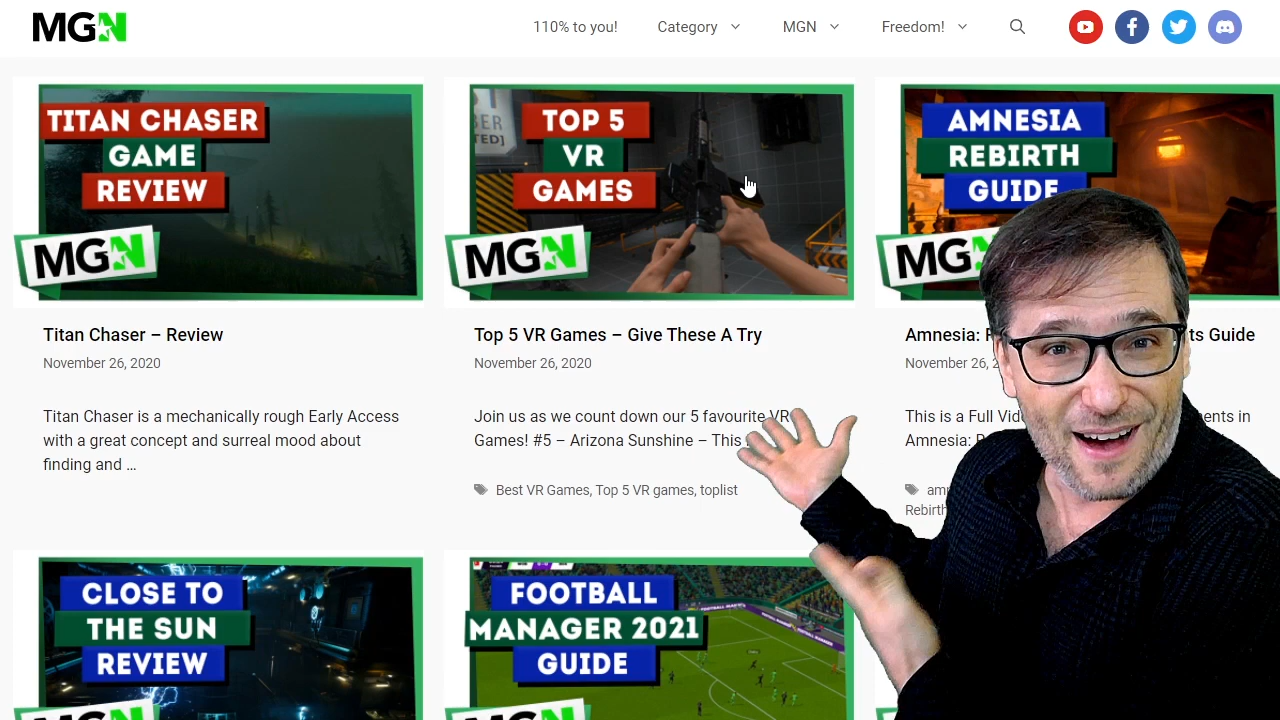 MGN
110% to you!
Category
MGN
Freedom!
TITAN CHASER
GAME
REVIEW
MGN
TOP 5
VR
GAMES
MGN
AMNESIA
REBIRTH
GUIDE
MG
Titan Chaser – Review
November 26, 2020
Titan Chaser is a mechanically rough Early Access
with a great concept and surreal mood about
finding and ...
Top 5 VR Games – Give These A Try
November 26, 2020
Join us as we count down our 5 favourite VR
Games! #5 – Arizona Sunshine – This
Best VR Games, Top 5 VR games, toplist
Amnesia: ts Guide
November 26,
This is a Full ents in
Amnesia:
Rebirth
CLOSE TO
THE SUN
REVIEW
MGN
FOOTBALL
MANAGER 2021
GUIDE
MGN